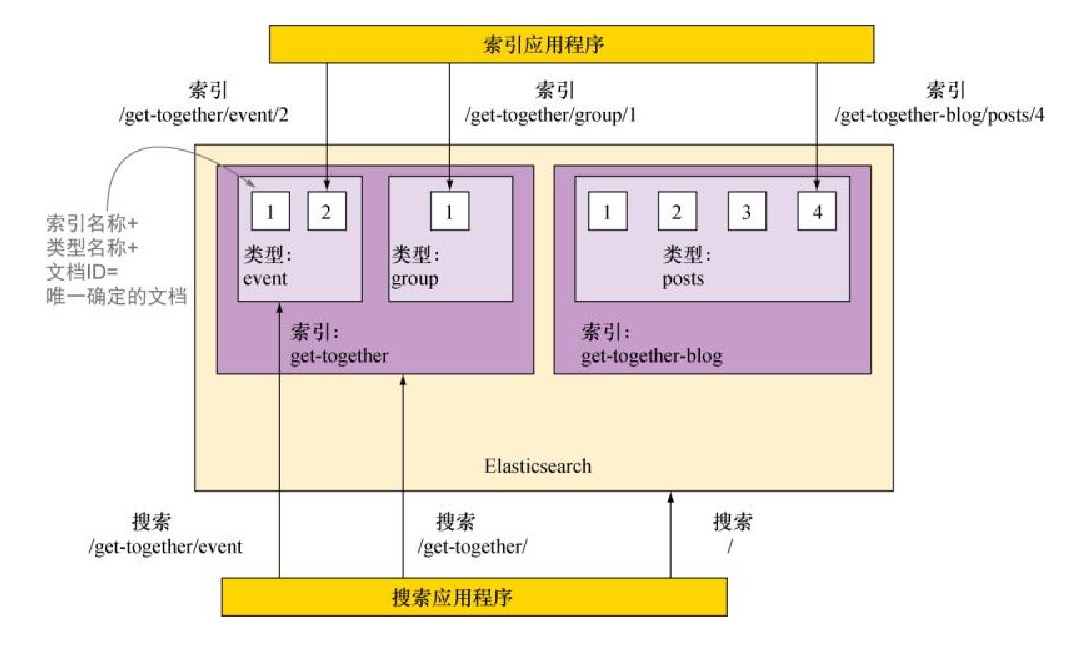 索引应用程序
索引
/get-together/event/2
索引
/get-together/group/1
索引
/get-together-blog/posts/4
索引名称+
类型名称+
文档ID=
唯一确定的文档
1
2
类型：
event
1
类型：
group
索引：
get-together
1
2
3
4
类型：
posts
索引：
get-together-blog
Elasticsearch
搜索
/get-together/event
搜索
/get-together/
搜索
/
搜索应用程序